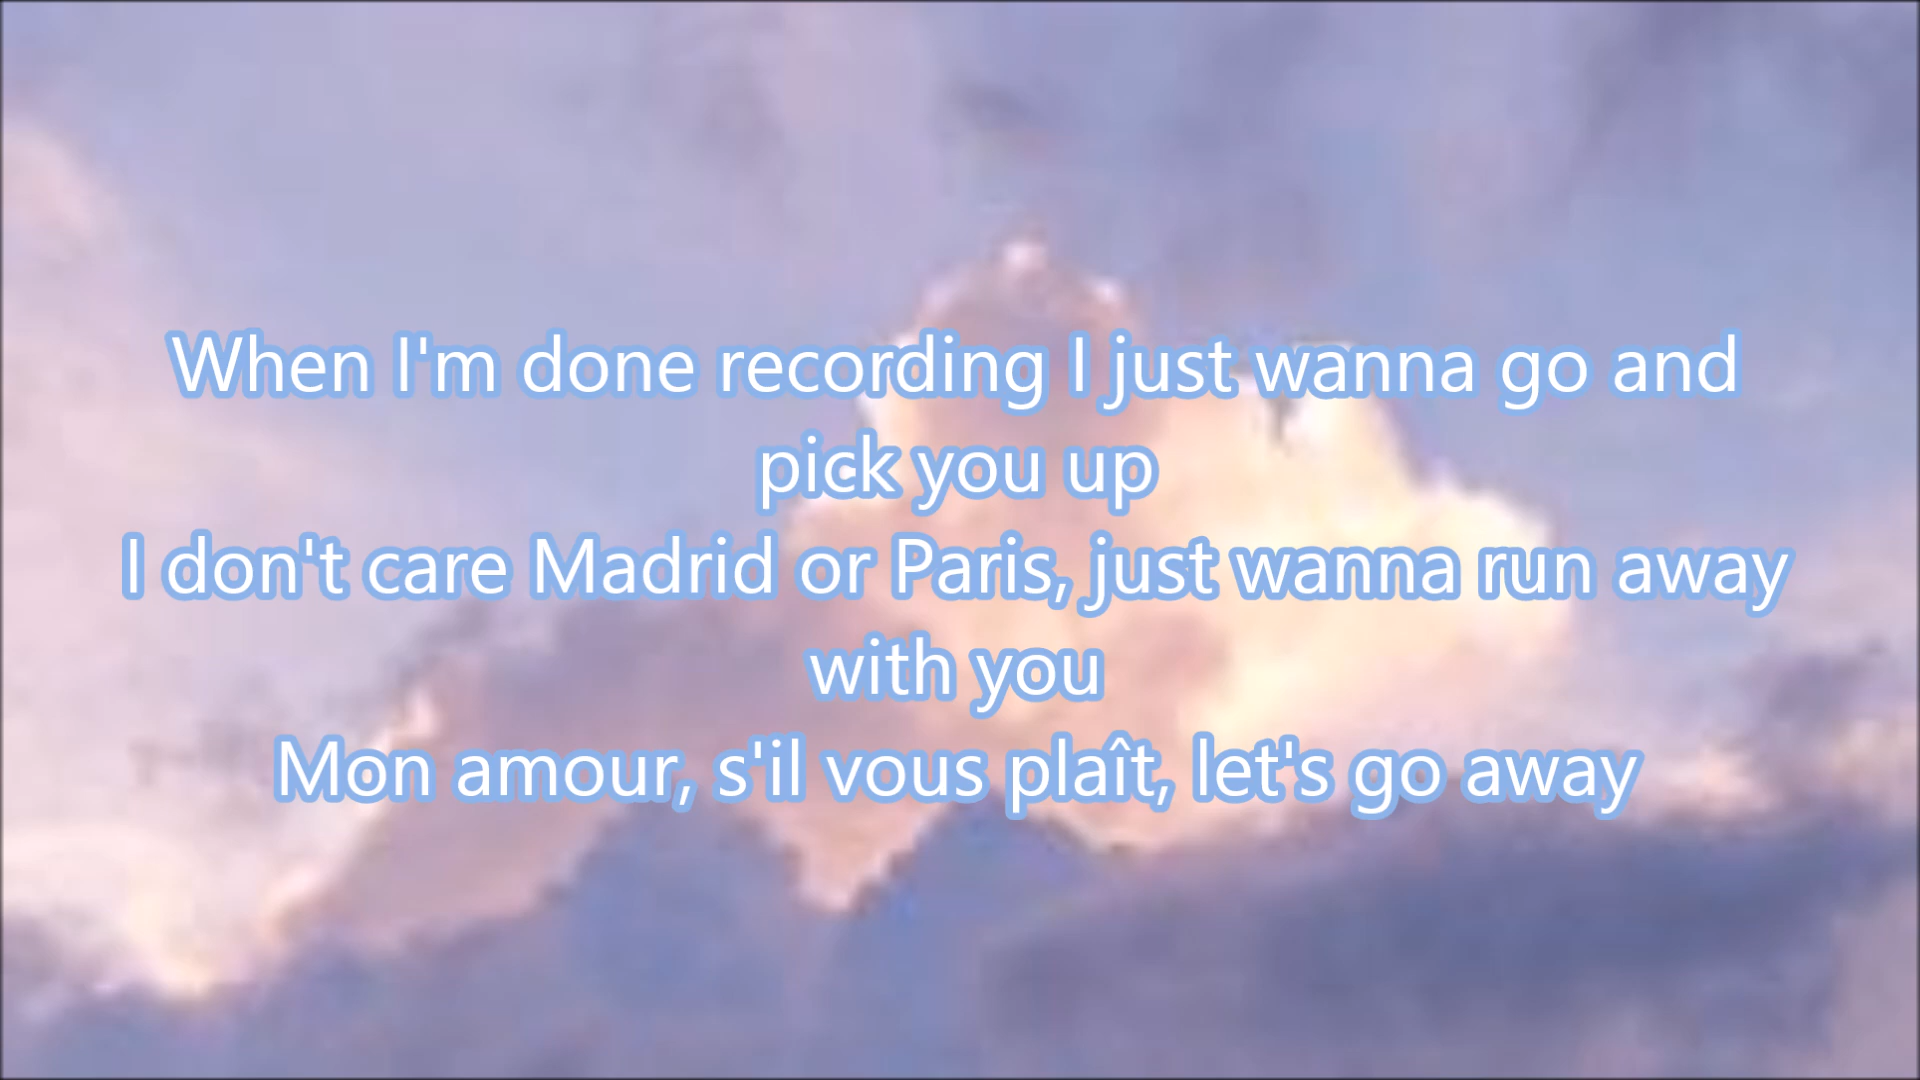 When I'm done recording I just wanna go and
pick you up
I don't care Madrid or Paris, just wanna run away
with you
Mon amour, s'il vous plaît, let's go away